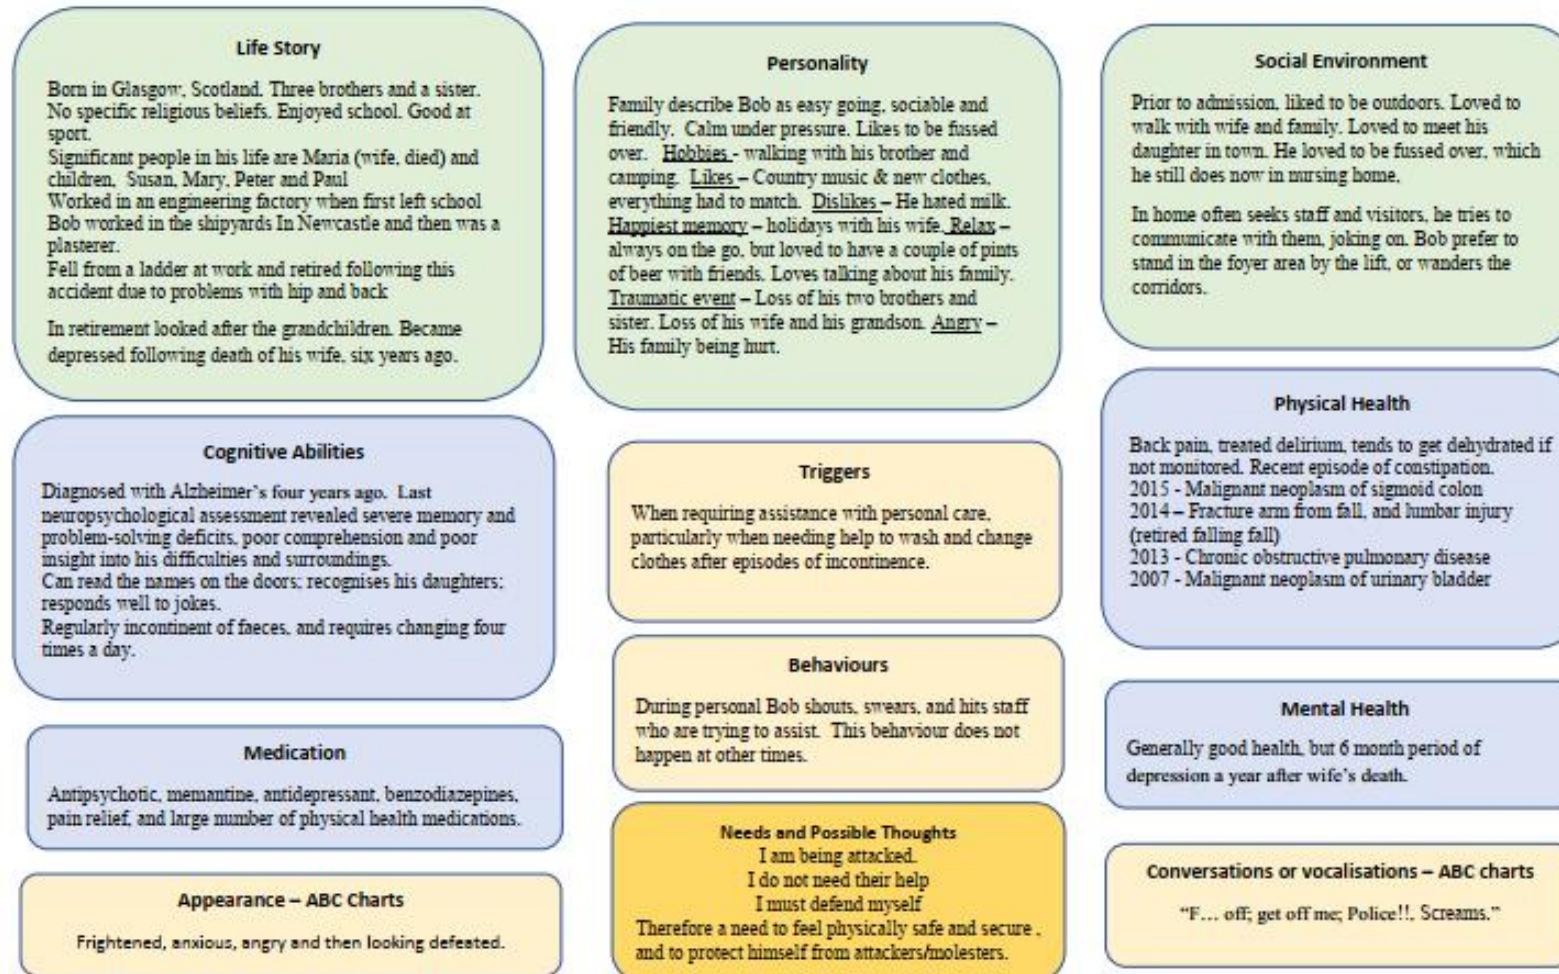 Life Story
Born in Glasgow, Scotland. Three brothers and a sister.
No specific religious beliefs. Enjoyed school. Good at
sport.
Significant people in his life are Maria (wife, died) and
children, Susan, Mary, Peter and Paul
Worked in an engineering factory when first left school
Bob worked in the shipyards In Newcastle and then was a
plasterer.
Fell from a ladder at work and retired following this
accident due to problems with hip and back
In retirement looked after the grandchildren. Became
depressed following death of his wife, six years ago.
Personality
Family describe Bob as easy going, sociable and
friendly. Calm under pressure. Likes to be fussed
over. Hobbies - walking with his brother and
camping. Likes – Country music & new clothes,
everything had to match. Dislikes – He hated milk.
Happiest memory – holidays with his wife. Relax –
always on the go, but loved to have a couple of pints
of beer with friends. Loves talking about his family.
Traumatic event – Loss of his two brothers and
sister. Loss of his wife and his grandson. Angry –
His family being hurt.
Social Environment
Prior to admission, liked to be outdoors. Loved to
walk with wife and family. Loved to meet his
daughter in town. He loved to be fussed over, which
he still does now in nursing home,
In home often seeks staff and visitors, he tries to
communicate with them, joking on. Bob prefer to
stand in the foyer area by the lift, or wanders the
corridors.
Cognitive Abilities
Diagnosed with Alzheimer's four years ago. Last
neuropsychological assessment revealed severe memory and
problem-solving deficits, poor comprehension and poor
insight into his difficulties and surroundings.
Can read the names on the doors; recognises his daughters;
responds well to jokes.
Regularly incontinent of faeces, and requires changing four
times a day.
Triggers
When requiring assistance with personal care,
particularly when needing help to wash and change
clothes after episodes of incontinence.
Physical Health
Back pain, treated delirium, tends to get dehydrated if
not monitored. Recent episode of constipation.
2015 - Malignant neoplasm of sigmoid colon
2014 – Fracture arm from fall, and lumbar injury
(retired falling fall)
2013 - Chronic obstructive pulmonary disease
2007 - Malignant neoplasm of urinary bladder
Behaviours
During personal Bob shouts, swears, and hits staff
who are trying to assist. This behaviour does not
happen at other times.
Medication
Antipsychotic, memantine, antidepressant, benzodiazepines,
pain relief, and large number of physical health medications.
Mental Health
Generally good health, but 6 month period of
depression a year after wife's death.
Needs and Possible Thoughts
I am being attacked.
I do not need their help
I must defend myself
Therefore a need to feel physically safe and secure ,
and to protect himself from attackers/molesters.
Appearance – ABC Charts
Frightened, anxious, angry and then looking defeated.
Conversations or vocalisations – ABC charts
“F… off; get off me; Police!!, Screams.”